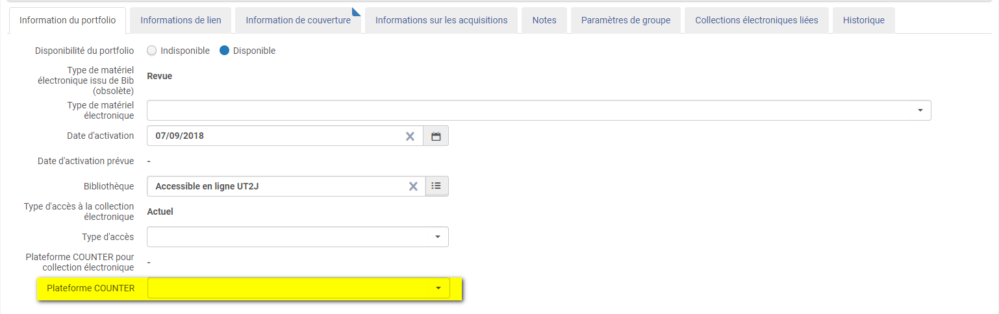 Information du portfolio Informations de lien Information de couverture Informations sur les acquisitions Notes Paramètres de groupe Collections électroniques liées Historique
Disponibilité du portfolio Indisponible Disponible
Type de matériel
électronique issu de Bib
(obsolète)
Revue
Type de matériel
électronique
Date d'activation 07/09/2018
Date d'activation prévue -
Bibliothèque Accessible en ligne UT2J
Type d'accès à la collection
électronique
Actuel
Type d'accès
Plateforme COUNTER pour
collection électronique
-
Plateforme COUNTER